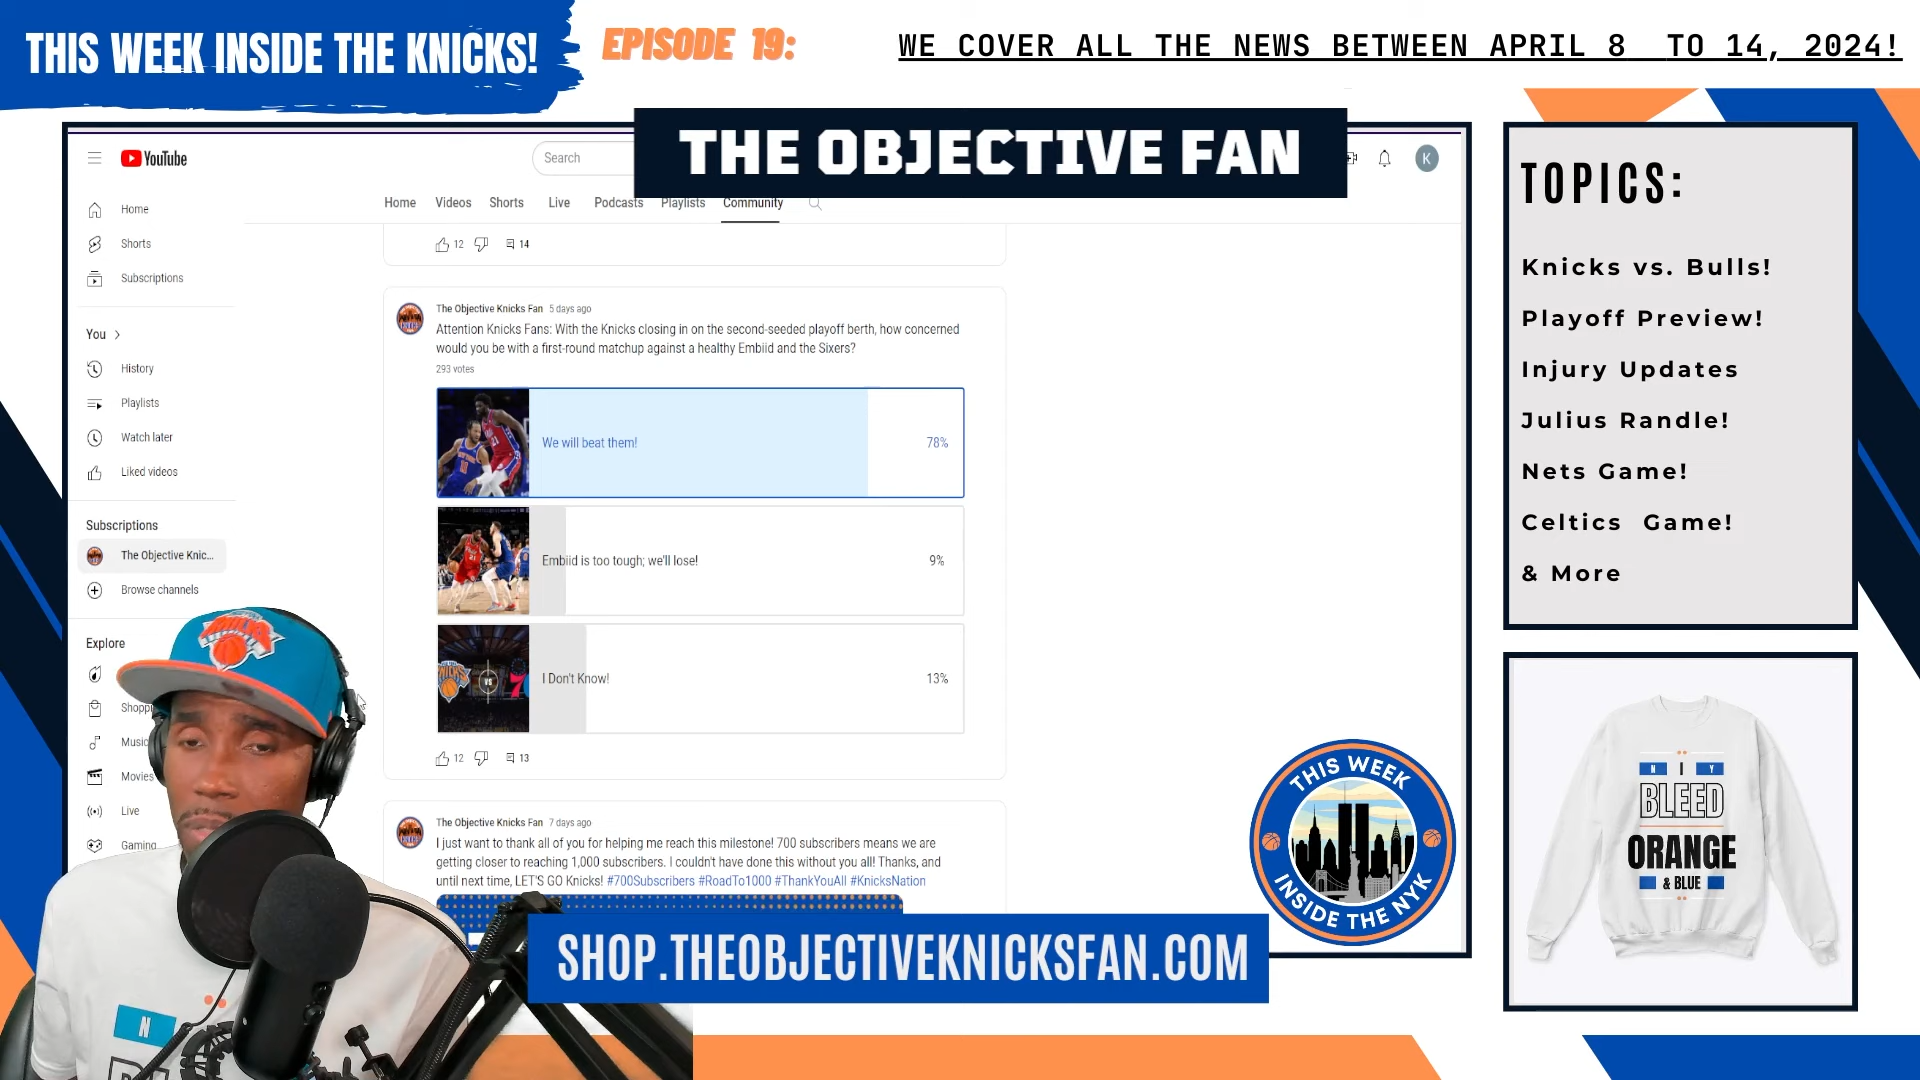 THIS WEEK INSIDE THE KNICKS!
EPISODE 19:
WE COVER ALL THE NEWS BETWEEN APRIL 8 TO 14, 2024!
THE OBJECTIVE FAN
YouTube
Search
K
Home
Videos
Shorts
Live
Podcasts
Playlists
Community
Home
Shorts
Subscriptions
You
History
Playlists
Watch later
Liked videos
Subscriptions
The Objective Knic...
Browse channels
Explore
Shoppi
Music
Movies
Live
Gaming
12
14
The Objective Knicks Fan 5 days ago
Attention Knicks Fans: With the Knicks closing in on the second-seeded playoff berth, how concerned
would you be with a first-round matchup against a healthy Embiid and the Sixers?
293 votes
We will beat them!
78%
Embiid is too tough; we'll lose!
9%
KNICKS
VS
I Don't Know!
13%
12
13
The Objective Knicks Fan 7 days ago
I just want to thank all of you for helping me reach this milestone! 700 subscribers means we are
getting closer to reaching 1,000 subscribers. I couldn't have done this without you all! Thanks, and
until next time, LET'S GO Knicks! #700Subscribers #RoadTo1000 #ThankYouAll #KnicksNation
SHOP.THEOBJECTIVEKNICKSFAN.COM
THIS WEEK
INSIDE THE NYK
TOPICS:
Knicks vs. Bulls!
Playoff Preview!
Injury Updates
Julius Randle!
Nets Game!
Celtics Game!
& More
N I Y
BLEED
ORANGE
& BLUE
KNICKS
N